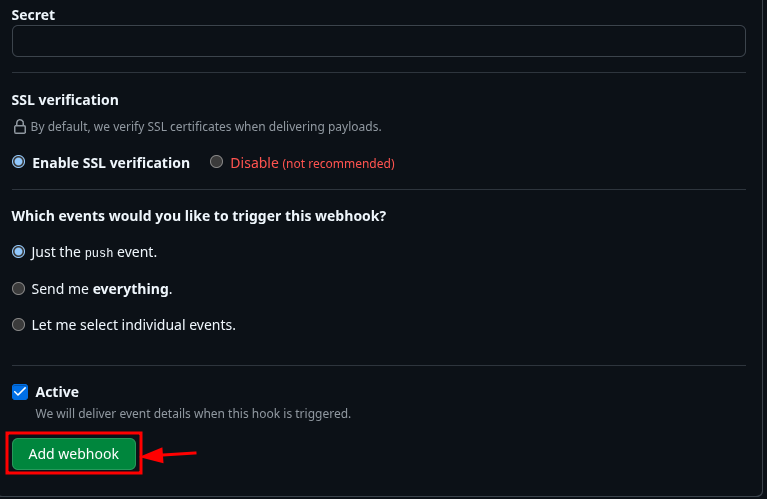 Secret
SSL verification
By default, we verify SSL certificates when delivering payloads.
Enable SSL verification Disable (not recommended)
Which events would you like to trigger this webhook?
Just the push event.
Send me everything.
Let me select individual events.
Active
We will deliver event details when this hook is triggered.
Add webhook